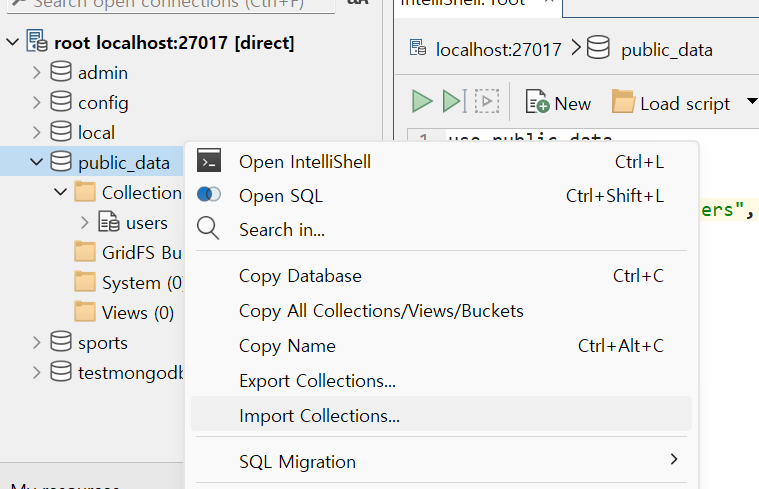 Search open connections (Ctrl+F)
aA
root localhost:27017 [direct]
admin
config
local
public_data
Collection
users
GridFS Bu
System (0)
Views (0)
sports
testmongodb
My resources
IntelliShell: root
localhost:27017
public_data
New
Load script
1 use public_data
ers",
Open IntelliShell Ctrl+L
Open SQL Ctrl+Shift+L
Search in...
Copy Database Ctrl+C
Copy All Collections/Views/Buckets
Copy Name Ctrl+Alt+C
Export Collections...
Import Collections...
SQL Migration